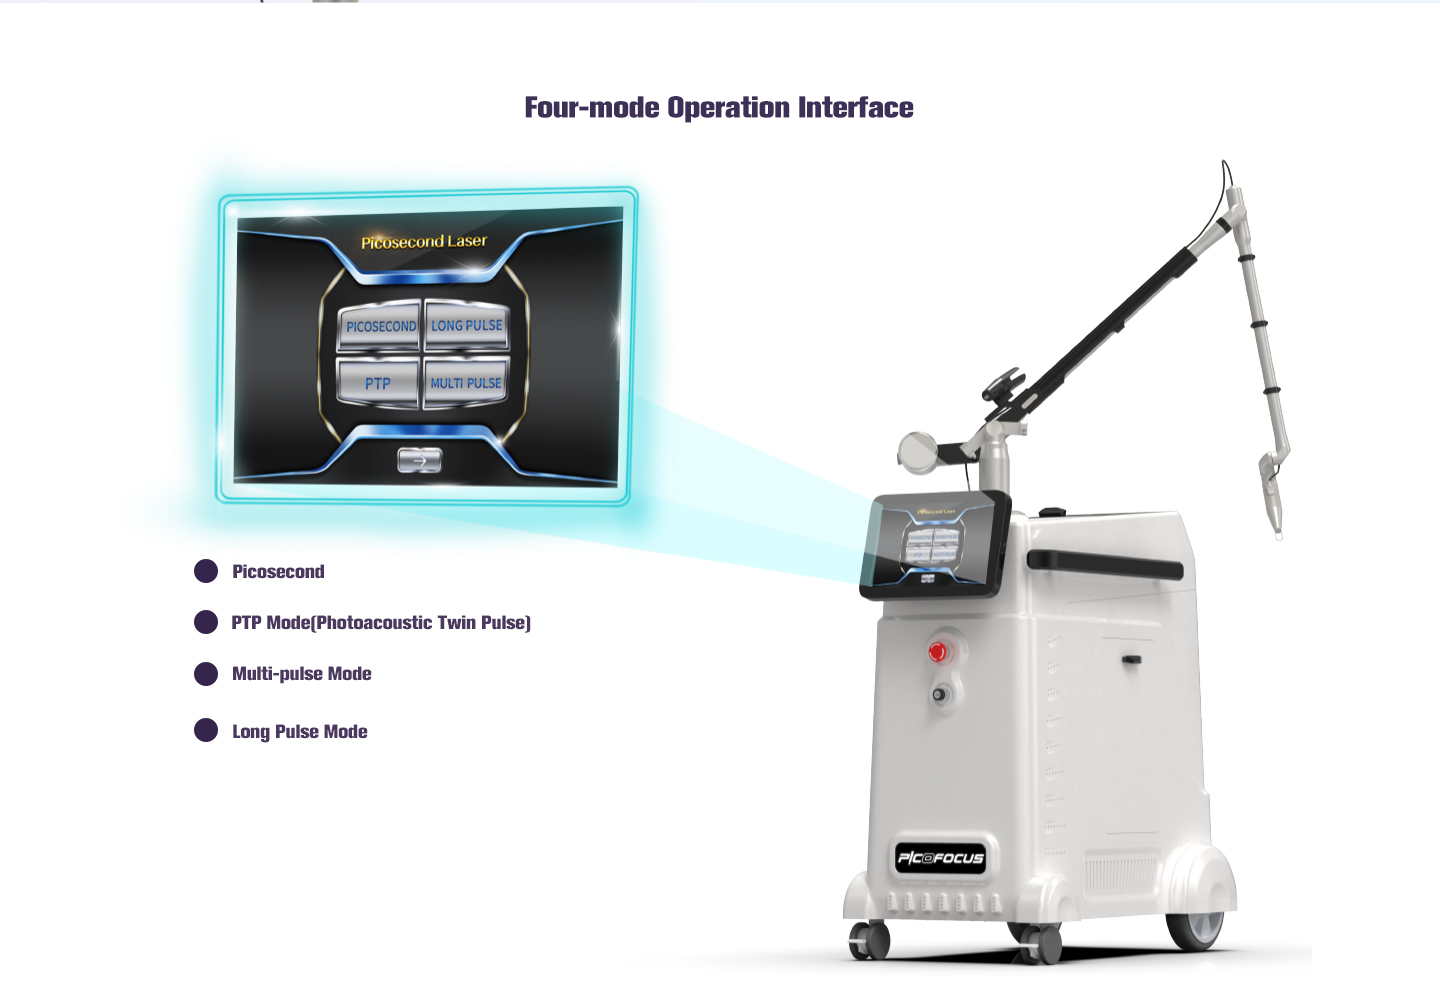 Four-mode Operation Interface
Picosecond Laser
PICOSECOND LONG PULSE
PTP MULTI PULSE
Picosecond
PTP Mode(Photoacoustic Twin Pulse)
Multi-pulse Mode
Long Pulse Mode
PICOFOCUS